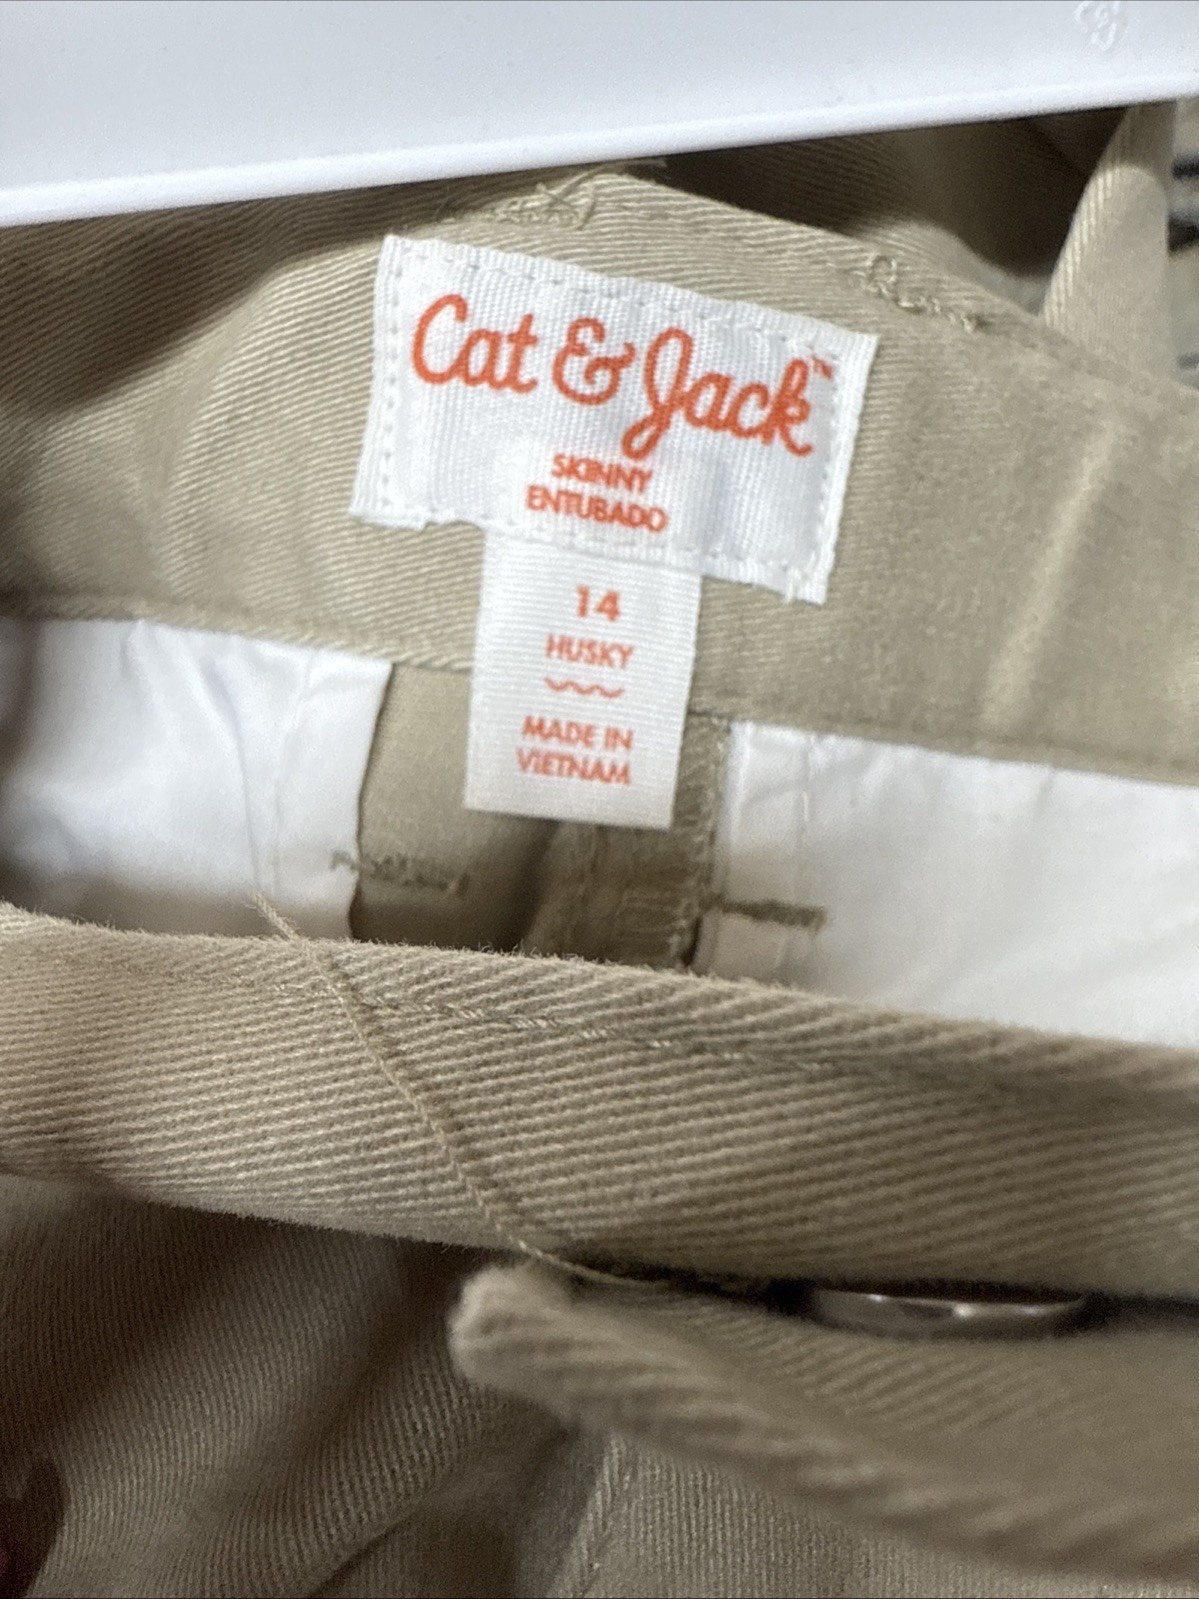 Cat & Jack™
SKINNY
ENTUBADO
14
HUSKY
MADE IN
VIETNAM